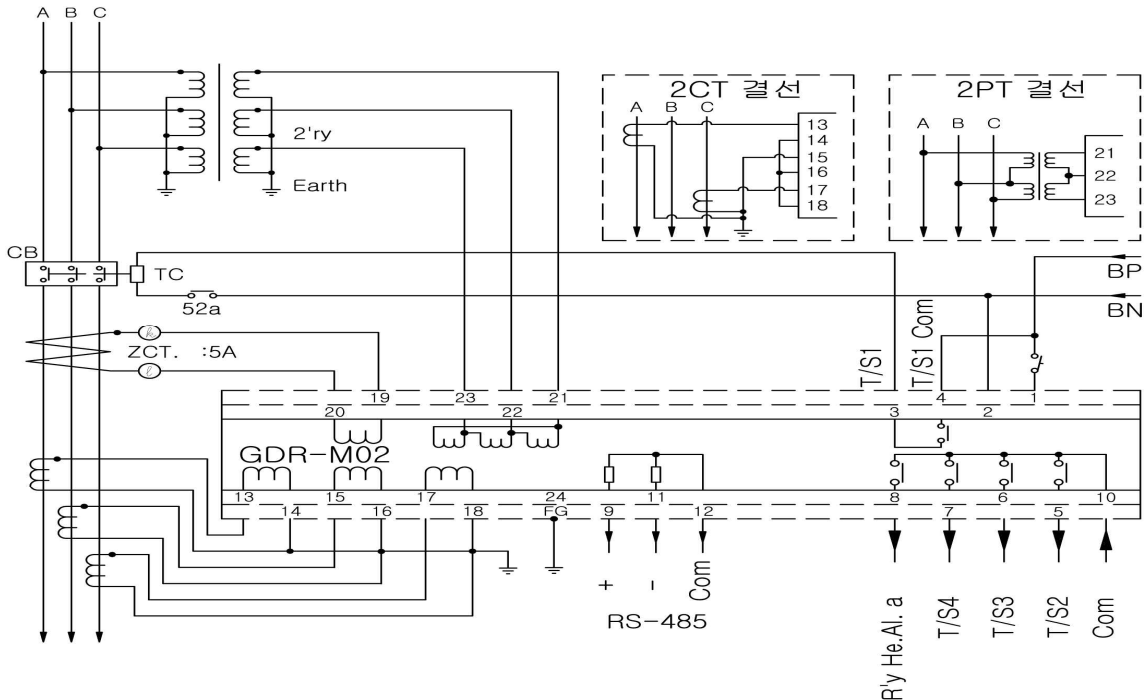 A B C
2'ry
Earth
2CT 결선
A B C
13
14
15
16
17
18
2PT 결선
A B C
21
22
23
CB
TC
52a
BP
BN
k
ZCT. :5A
l
T/S1
T/S1 Com
19 23 21 4 1
20 22 3 2
GDR-M02
13 15 17 24 11 8 6 10
14 16 18 FG 9 12 7 5
+
-
Com
RS-485
R'y He.Al. a
T/S4
T/S3
T/S2
Com